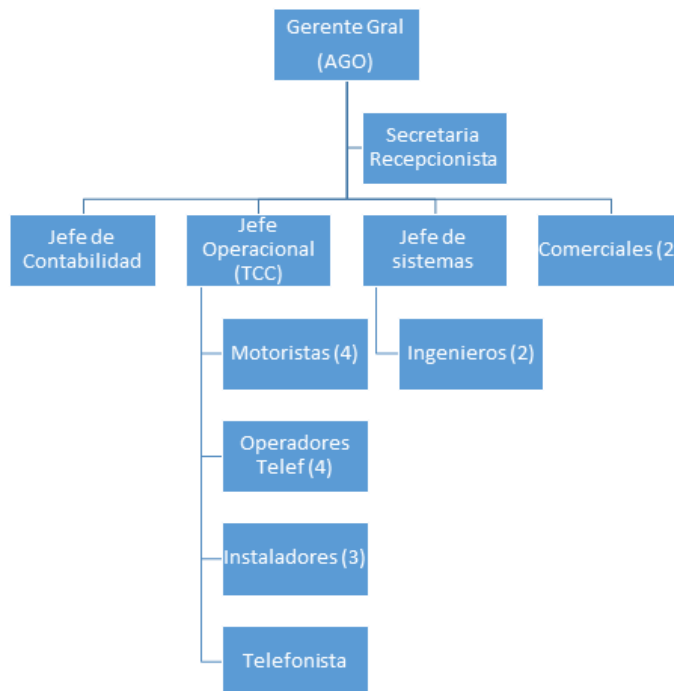 Gerente Gral
(AGO)
Secretaria
Recepcionista
Jefe de
Contabilidad
Jefe
Operacional
(TCC)
Jefe de
sistemas
Comerciales (2
Motoristas (4)
Ingenieros (2)
Operadores
Telef (4)
Instaladores (3)
Telefonista